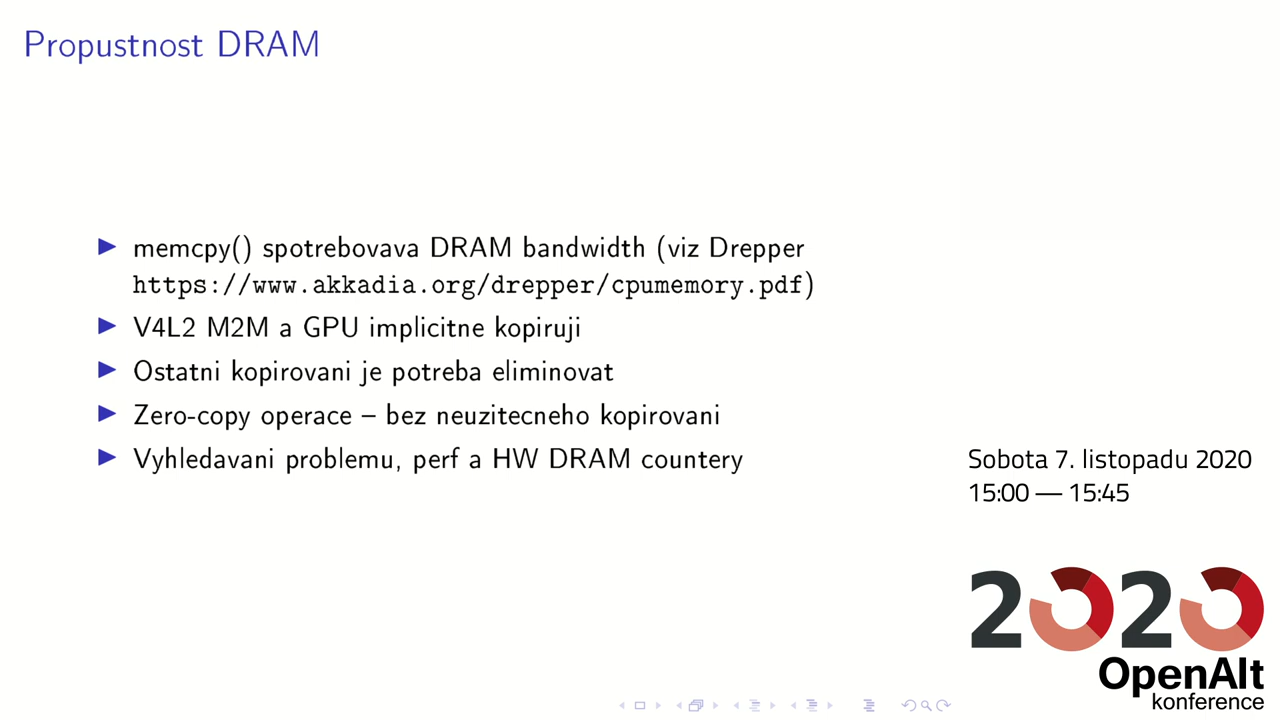 Propustnost DRAM
memcpy() spotrebovava DRAM bandwidth (viz Drepper
https://www.akkadia.org/drepper/cpumemory.pdf)
V4L2 M2M a GPU implicitne kopiruji
Ostatni kopirovani je potreba eliminovat
Zero-copy operace – bez neuzitecneho kopirovani
Vyhledavani problemu, perf a HW DRAM countery
Sobota 7. listopadu 2020
15:00 — 15:45
2020
OpenAlt
konference